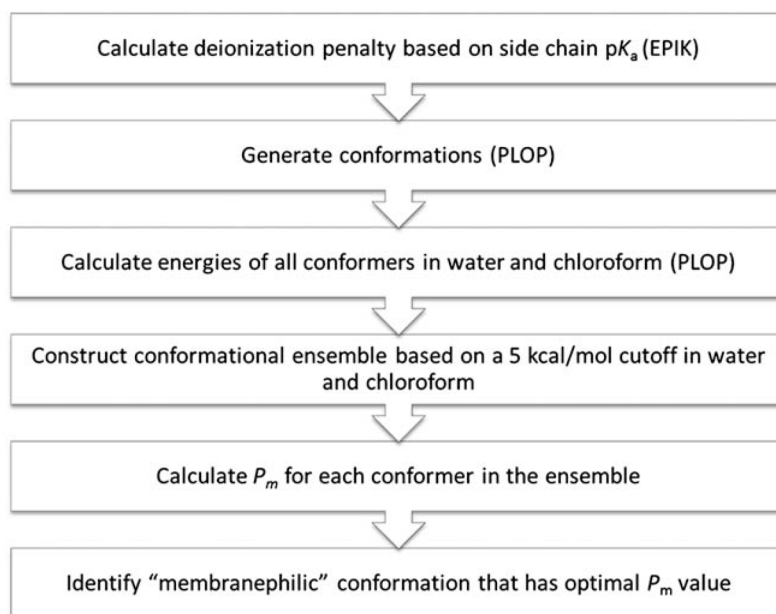 Calculate deionization penalty based on side chain pKa (EPIK)
Generate conformations (PLOP)
Calculate energies of all conformers in water and chloroform (PLOP)
Construct conformational ensemble based on a 5 kcal/mol cutoff in water
and chloroform
Calculate Pm for each conformer in the ensemble
Identify “membranephilic” conformation that has optimal Pm value